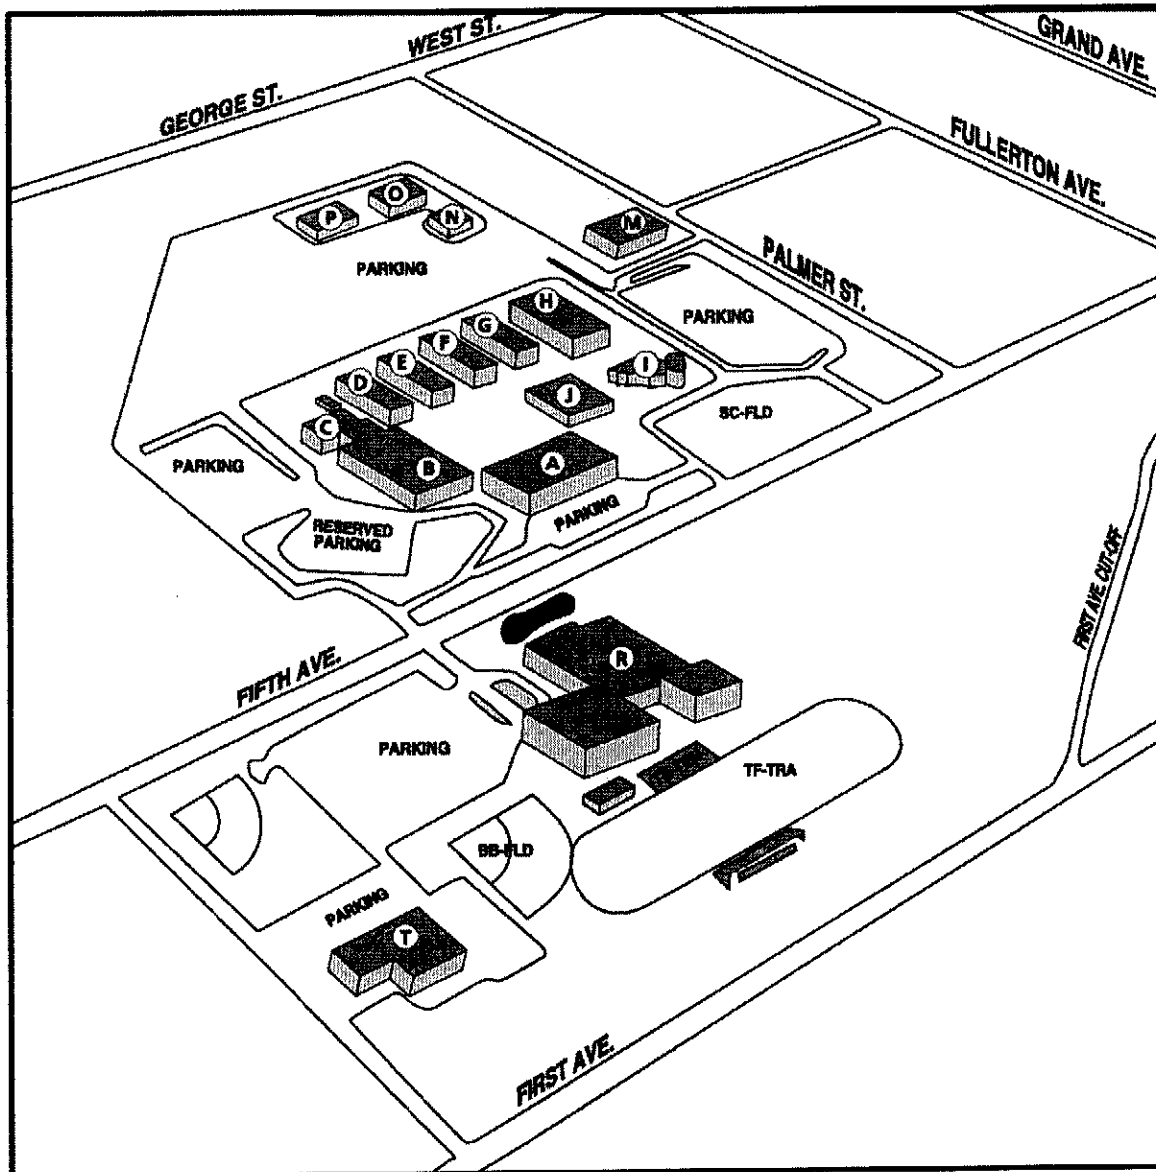 WEST ST.
GRAND AVE.
GEORGE ST.
FULLERTON AVE.
O
P
N
M
PARKING
PALMER ST.
H
PARKING
G
F
E
I
D
J
SC-FLD
C
A
PARKING
B
PARKING
RESERVED
PARKING
FIRST AVE. CUT-OFF
R
FIFTH AVE.
PARKING
TF-TRA
BB-FLD
PARKING
T
FIRST AVE.